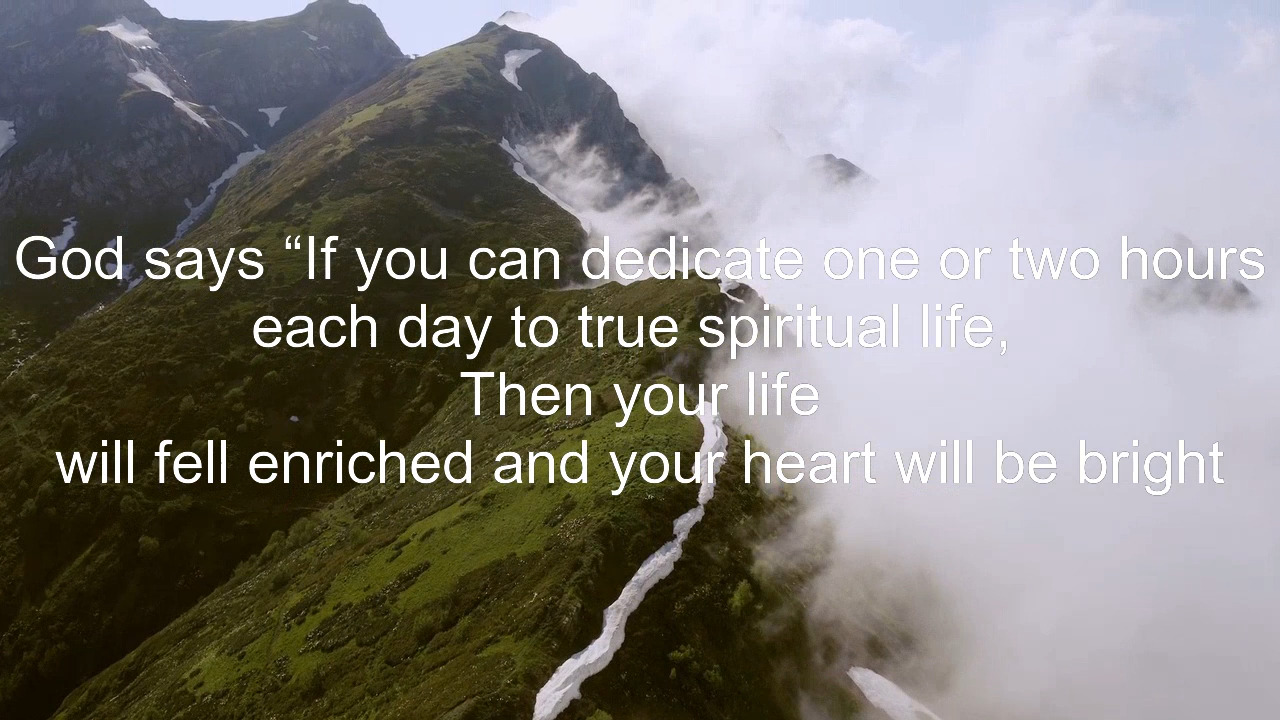 God says “If you can dedicate one or two hours
each day to true spiritual life,
Then your life
will fell enriched and your heart will be bright